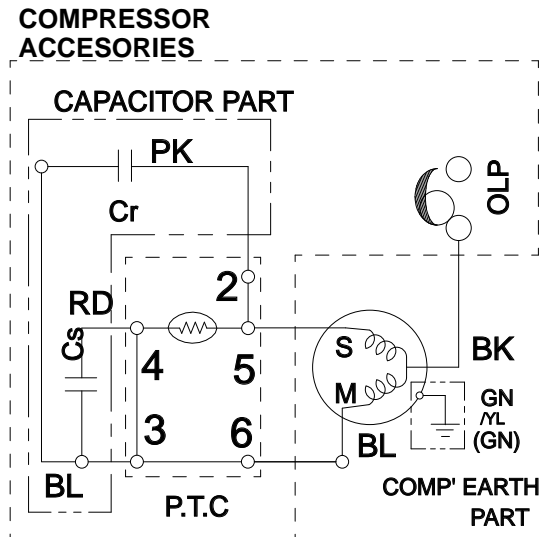 COMPRESSOR
ACCESORIES
CAPACITOR PART
PK
Cr
OLP
2
RD
Cs
4
5
S
M
BK
GN
/YL
(GN)
3
6
BL
BL
P.T.C
COMP' EARTH
PART